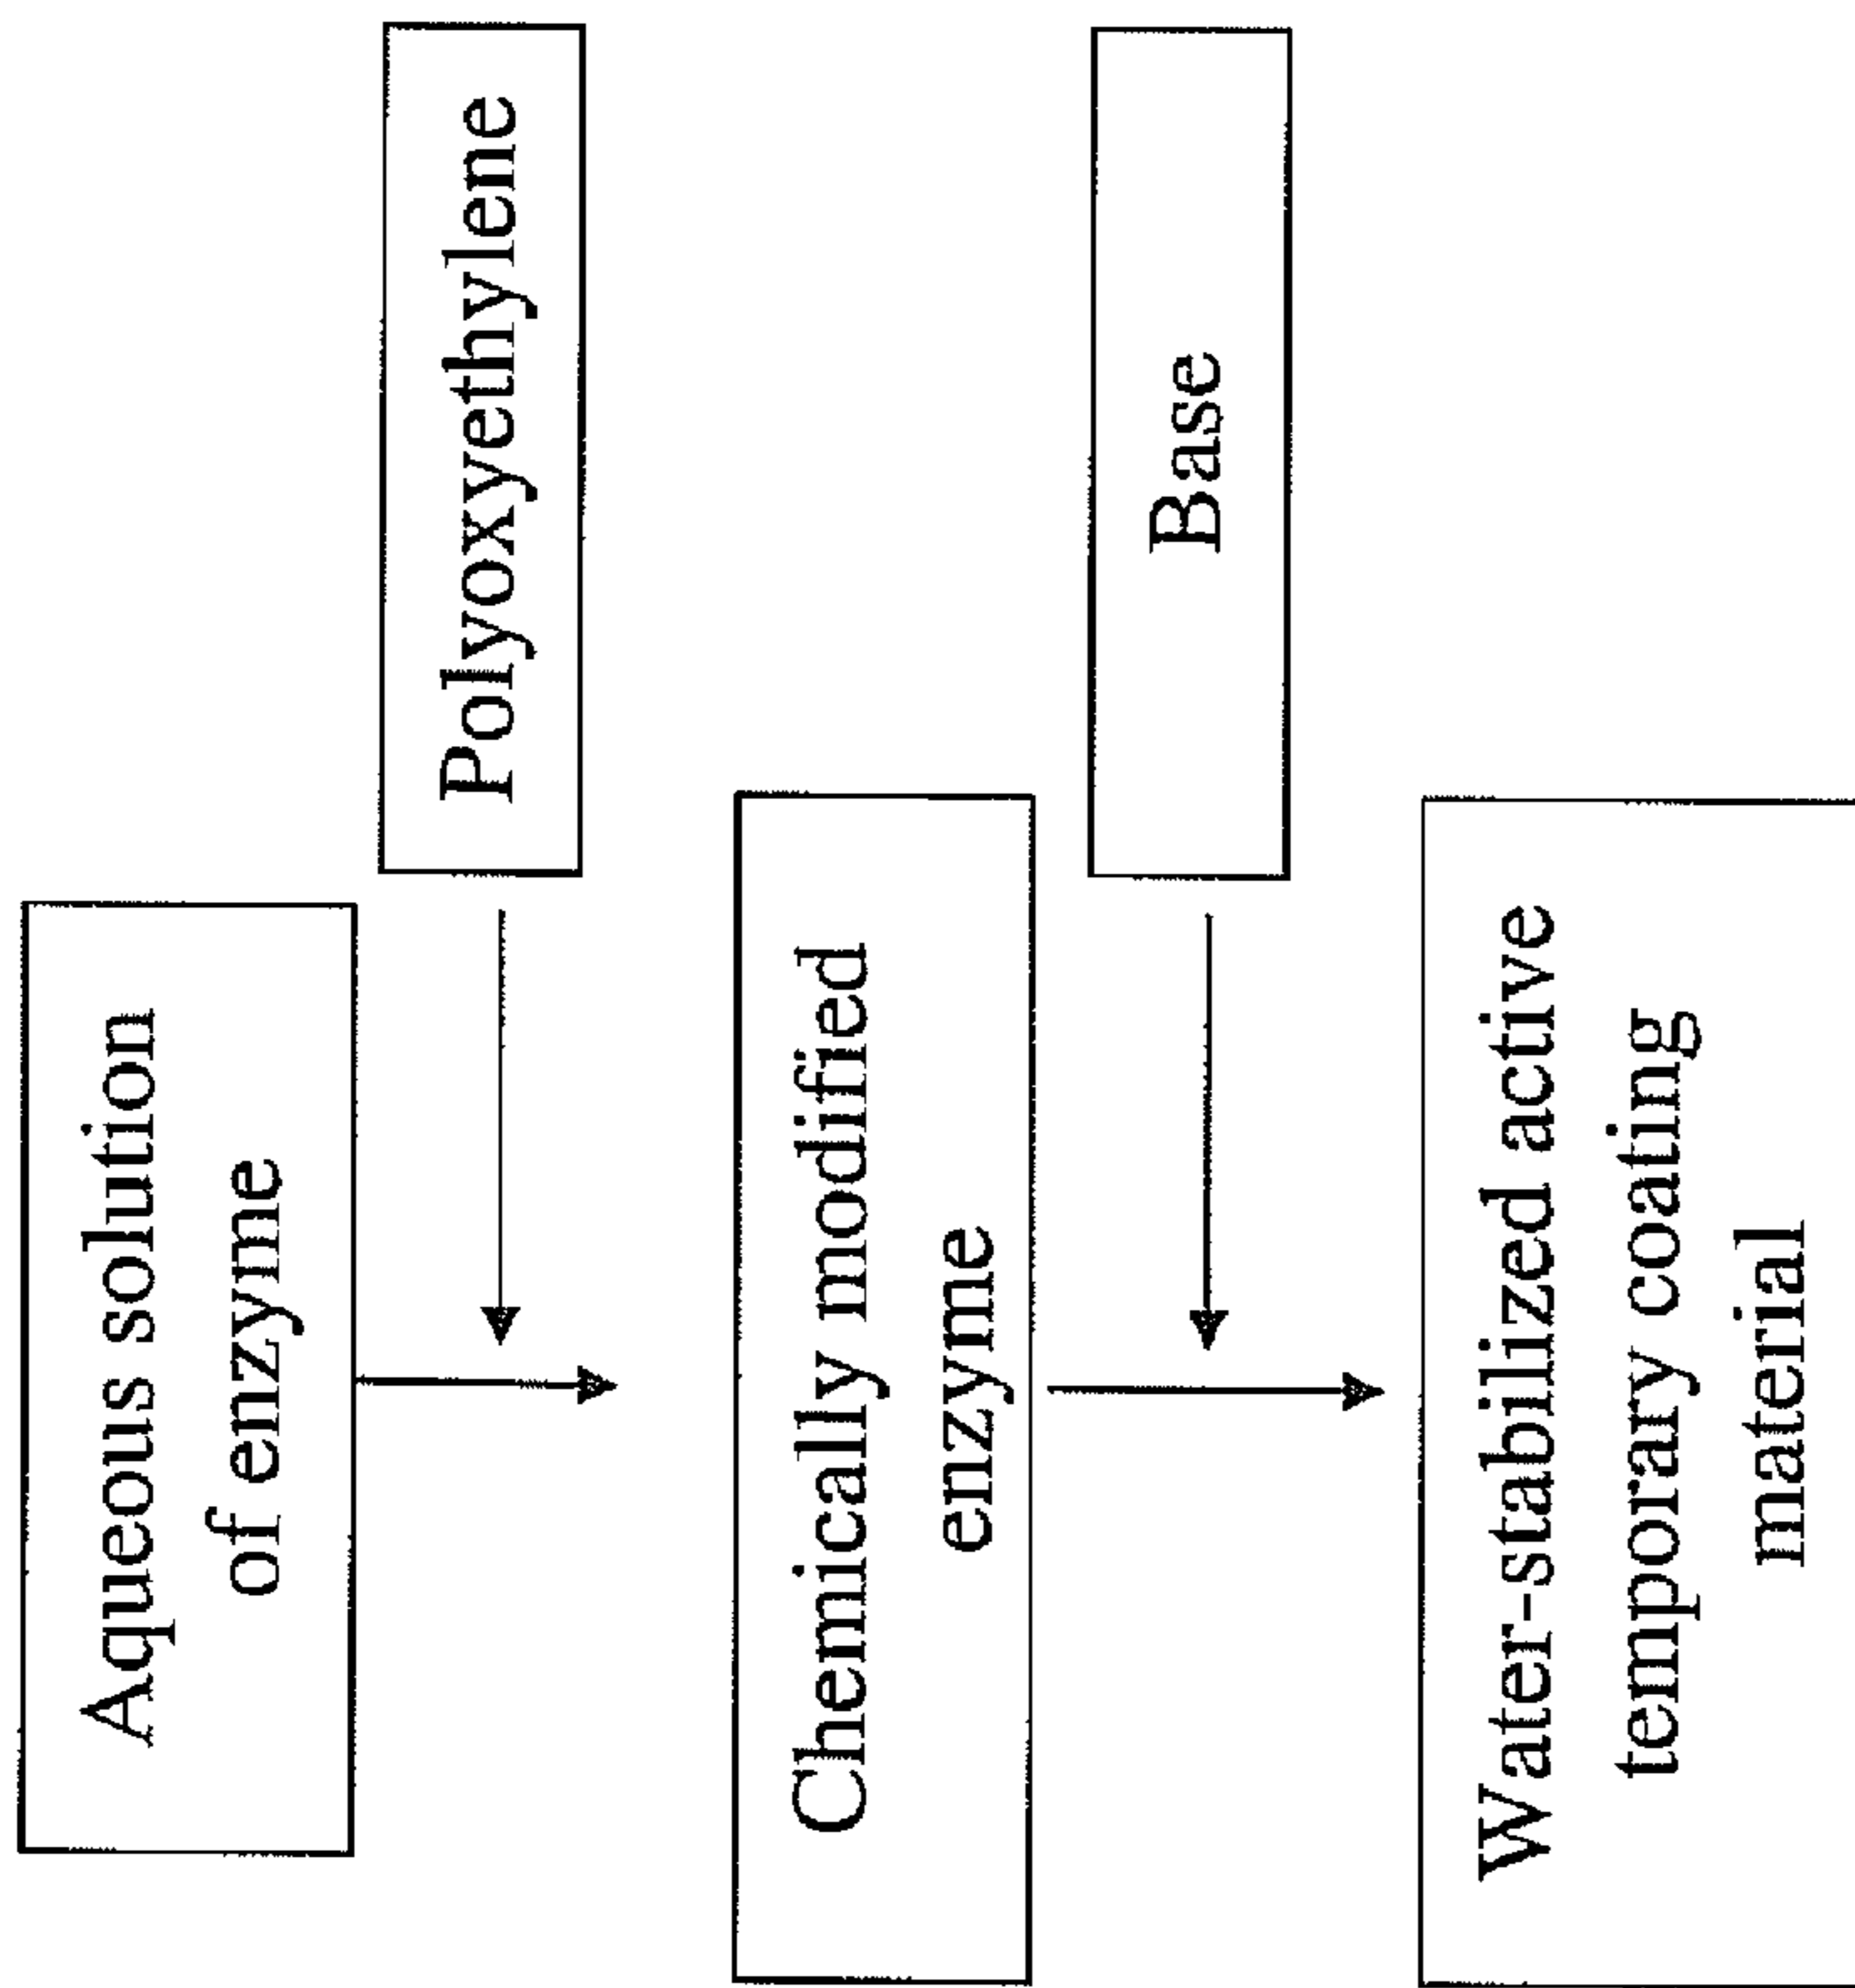 Aqueous solution
of enzyme
Polyoxyethylene
Chemically modified
enzyme
Base
Water-stabilized active
temporary coating
material